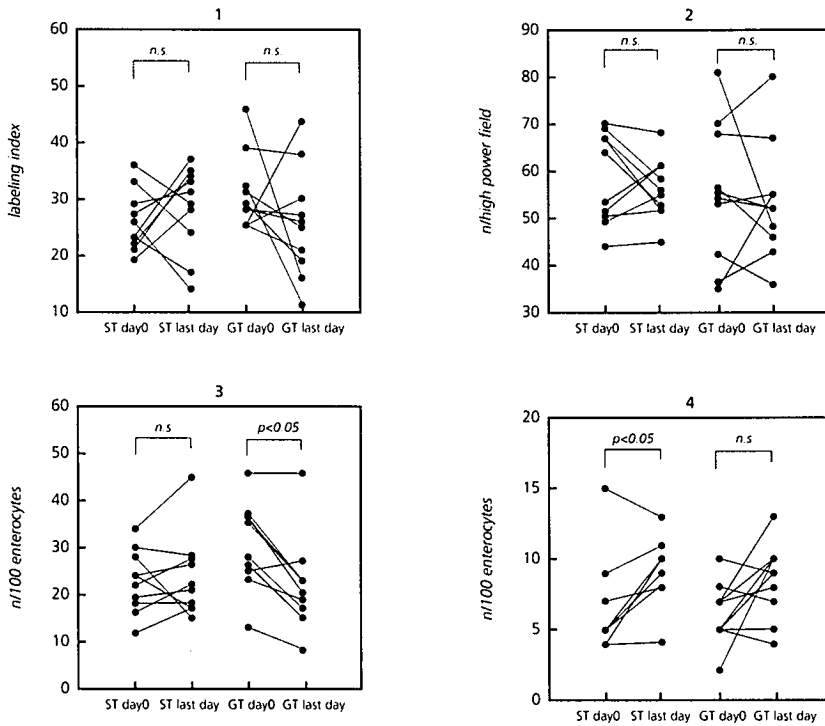 1
n.s.
n.s.
60
50
40
30
20
10
labeling index
ST day0 ST last day GT day0 GT last day
2
n.s.
n.s.
90
80
70
60
50
40
30
n/high power field
ST day0 ST last day GT day0 GT last day
3
n.s
p<0 05
60
50
40
30
20
10
0
n/100 enterocytes
ST day0 ST last day GT day0 GT last day
4
p<0.05
n.s
20
15
10
5
0
n/100 enterocytes
ST day0 ST last day GT day0 GT last day